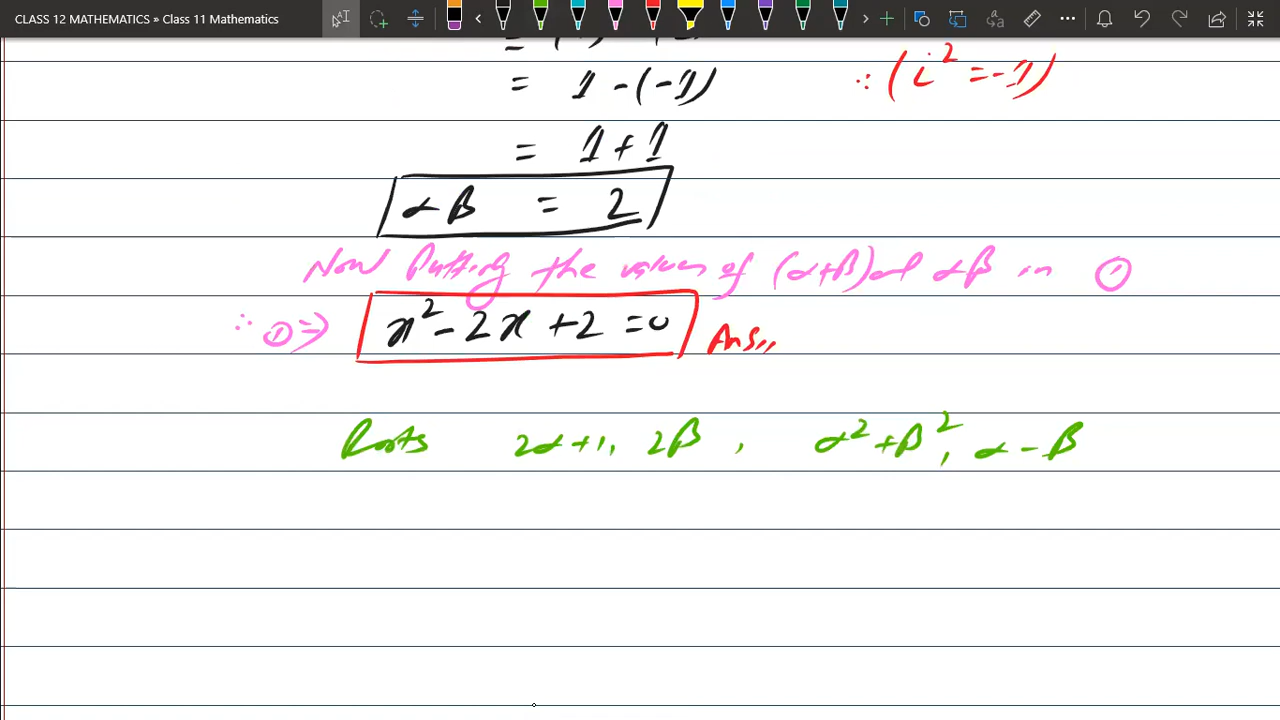 CLASS 12 MATHEMATICS » Class 11 Mathematics
= 1 - (-1) ∵ (i² = -1)
= 1 + 1
αβ = 2
Now Putting the values of (α+β) and αβ in ①
∴ ① ⇒ x² - 2x + 2 = 0 Ans,,
Roots 2α+1, 2β , α²+β², α-β